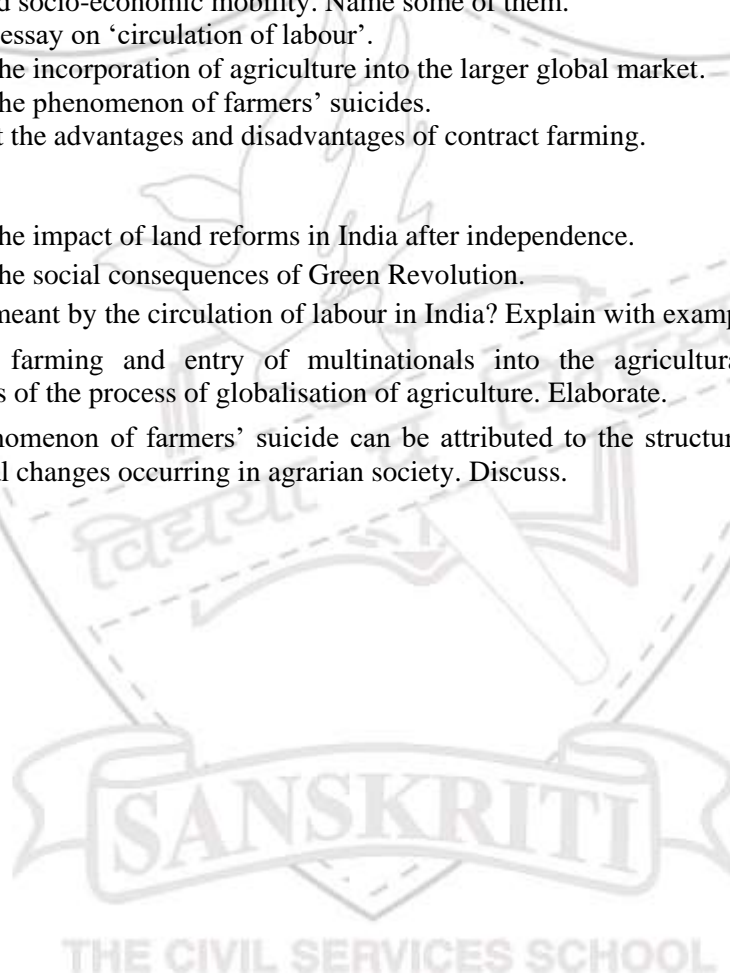 d socio-economic mobility. Name some of them.
essay on ‘circulation of labour’.
he incorporation of agriculture into the larger global market.
he phenomenon of farmers’ suicides.
t the advantages and disadvantages of contract farming.
he impact of land reforms in India after independence.
he social consequences of Green Revolution.
meant by the circulation of labour in India? Explain with examp
farming and entry of multinationals into the agricultura
s of the process of globalisation of agriculture. Elaborate.
nomenon of farmers’ suicide can be attributed to the structur
l changes occurring in agrarian society. Discuss.
विद्यया
SANSKRITI
THE CIVIL SERVICES SCHOOL